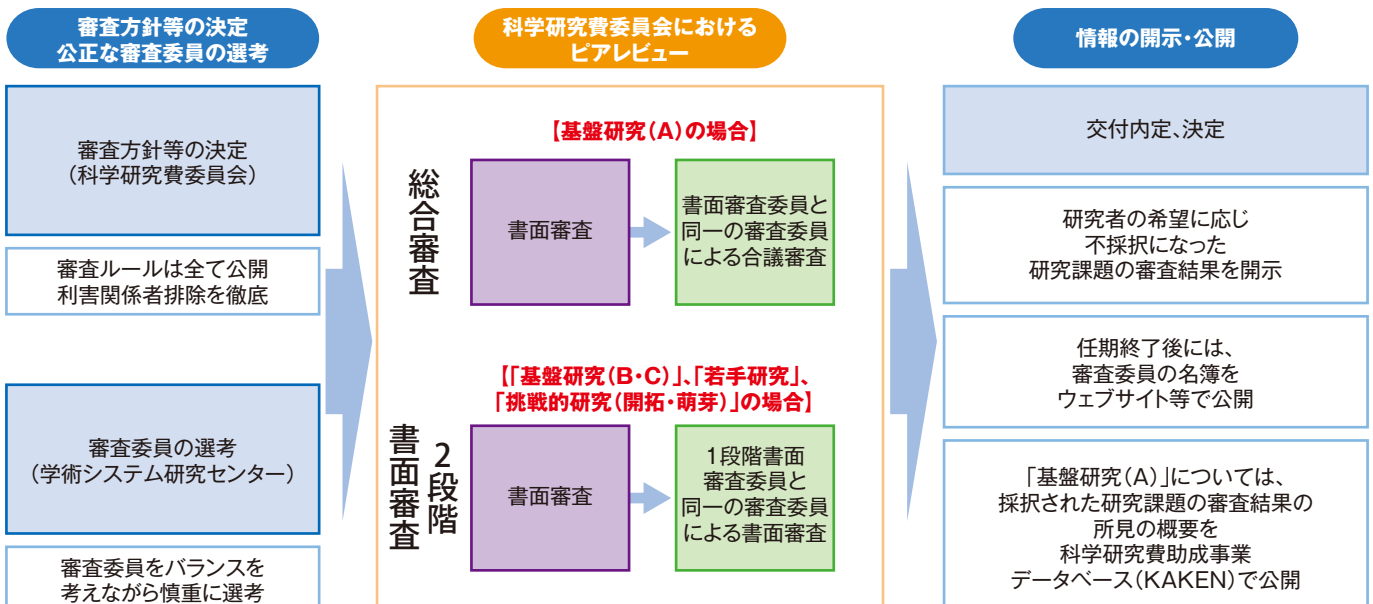 審査方針等の決定
公正な審査委員の選考
審査方針等の決定
（科学研究費委員会）
審査ルールは全て公開
利害関係者排除を徹底
審査委員の選考
（学術システム研究センター）
審査委員をバランスを
考えながら慎重に選考
科学研究費委員会における
ピアレビュー
【基盤研究（A）の場合】
総合審査
書面審査
書面審査委員と
同一の審査委員
による合議審査
【「基盤研究（B・C）」、「若手研究」、
「挑戦的研究（開拓・萌芽）」の場合】
2段階
書面審査
書面審査
1段階書面
審査委員と
同一の審査委員
による書面審査
情報の開示・公開
交付内定、決定
研究者の希望に応じ
不採択になった
研究課題の審査結果を開示
任期終了後には、
審査委員の名簿を
ウェブサイト等で公開
「基盤研究（A）」については、
採択された研究課題の審査結果の
所見の概要を
科学研究費助成事業
データベース（KAKEN）で公開